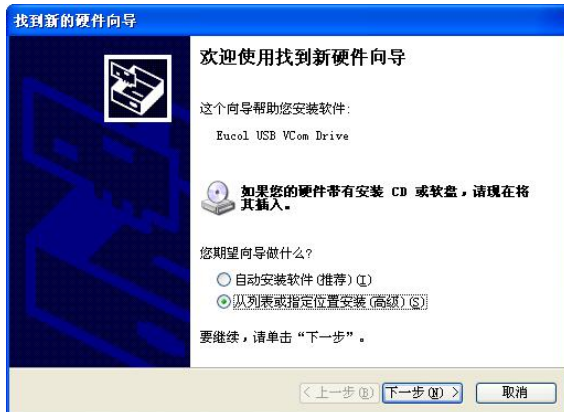 找到新的硬件向导
欢迎使用找到新硬件向导
这个向导帮助您安装软件:
Eucol USB VCom Drive
如果您的硬件带有安装 CD 或软盘，请现在将
其插入。
您期望向导做什么?
自动安装软件(推荐)(I)
从列表或指定位置安装(高级)(S)
要继续，请单击“下一步”。
<上一步(B) 下一步(N)> 取消